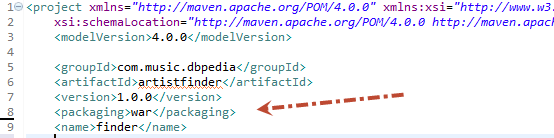 1 <project xmlns="http://maven.apache.org/POM/4.0.0" xmlns:xsi="http://www.w3
2 xsi:schemaLocation="http://maven.apache.org/POM/4.0.0 http://maven.apac
3 <modelVersion>4.0.0</modelVersion>
4
5 <groupId>com.music.dbpedia</groupId>
6 <artifactId>artistfinder</artifactId>
7 <version>1.0.0</version>
8 <packaging>war</packaging>
9 <name>finder</name>